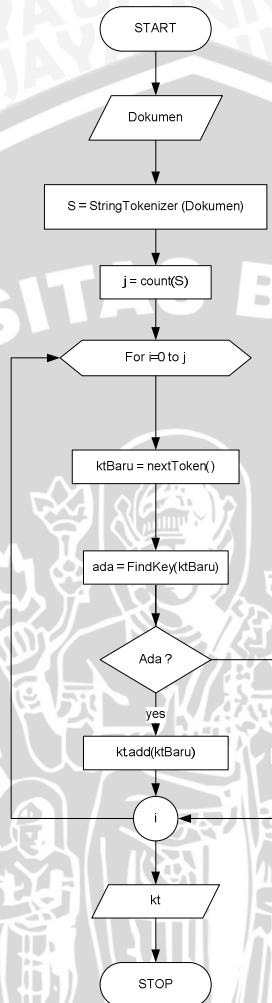 START
Dokumen
S = StringTokenizer (Dokumen)
j = count(S)
For i=0 to j
ktBaru = nextToken()
ada = FindKey(ktBaru)
Ada ?
yes
kt.add(ktBaru)
i
kt
STOP
SITAS B